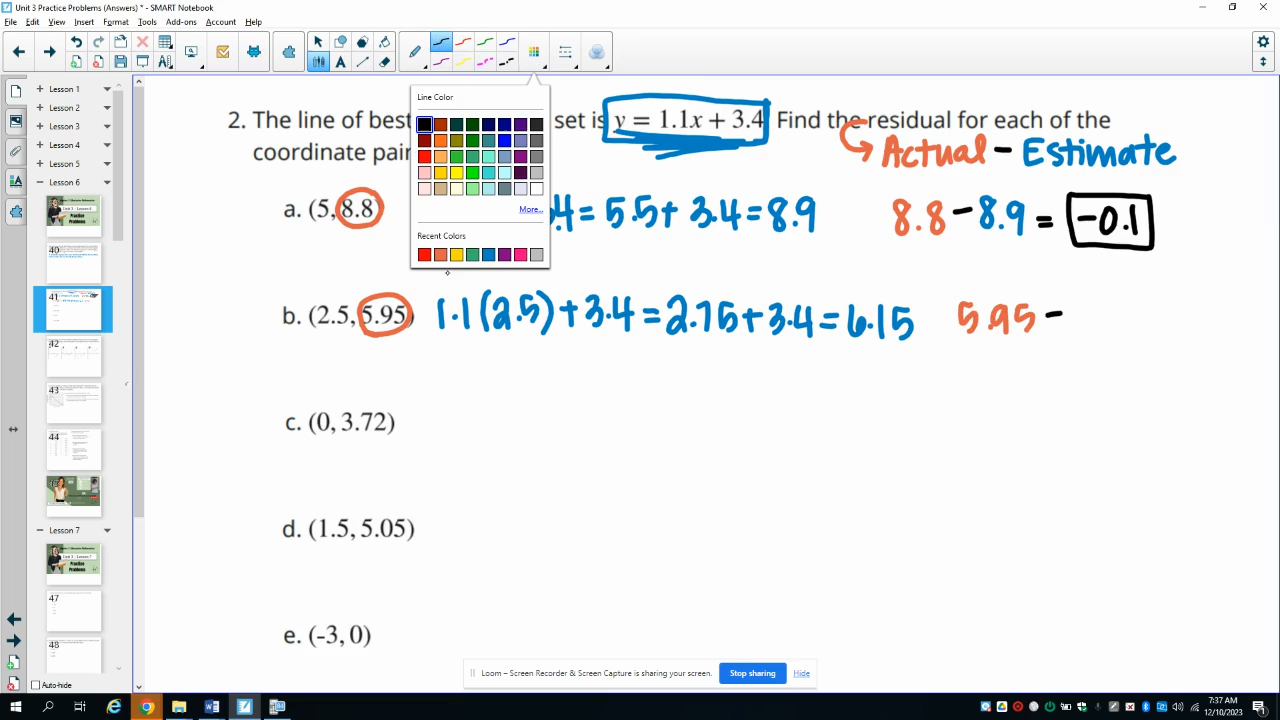 Unit 3 Practice Problems (Answers) * - SMART Notebook
File Edit View Insert Format Tools Add-ons Account Help
Lesson 1
Lesson 2
Lesson 3
Lesson 4
Lesson 5
Lesson 6
40
41
42
43
44
Lesson 7
Practice
Problems
47
48
Auto-hide
Line Color
More...
Recent Colors
2. The line of best set is y = 1.1x + 3.4. Find the residual for each of the
coordinate pair
Actual - Estimate
a. (5, 8.8) .4 = 5.5 + 3.4 = 8.9 8.8 - 8.9 = -0.1
b. (2.5, 5.95) 1.1(2.5) + 3.4 = 2.75 + 3.4 = 6.15 5.95 -
c. (0, 3.72)
d. (1.5, 5.05)
e. (-3, 0)
Loom – Screen Recorder & Screen Capture is sharing your screen. Stop sharing Hide
7:37 AM
12/10/2023